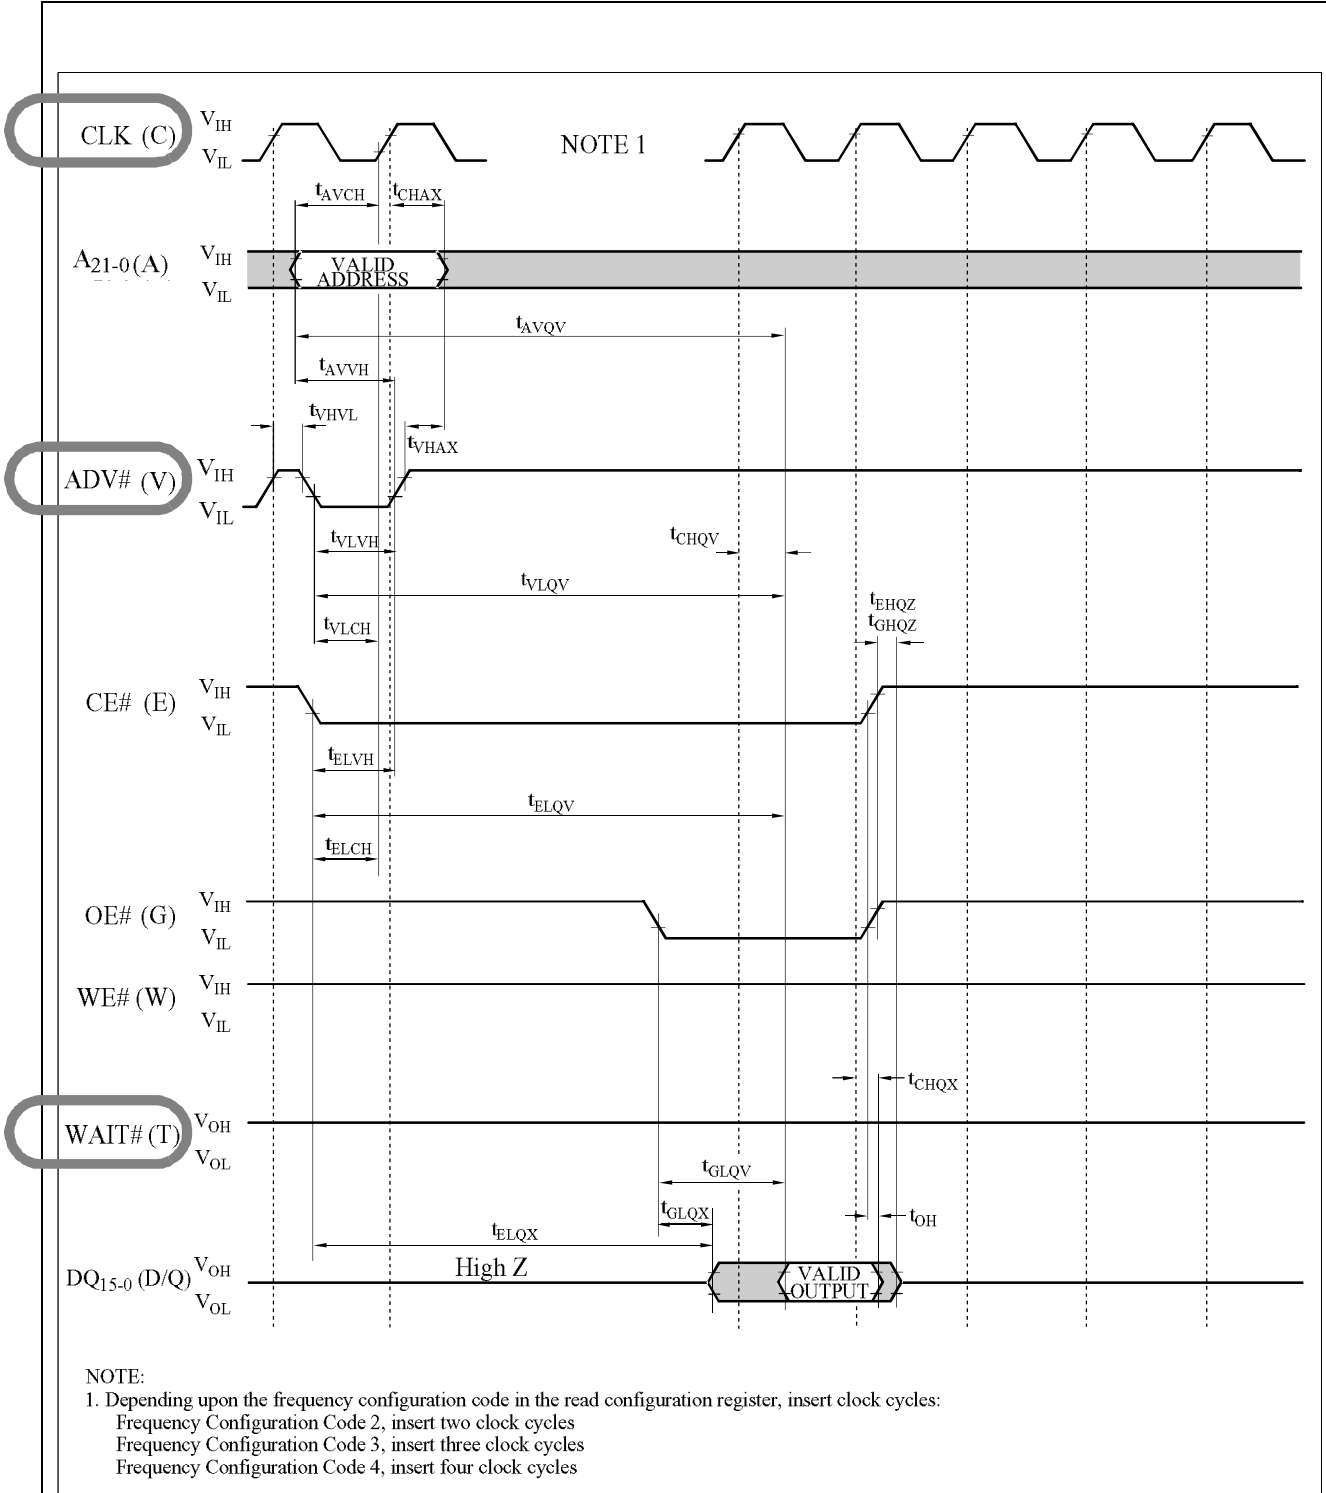 CLK (C) VIH NOTE 1
VIL
tAVCH tCHAX
A21-0 (A) VIH VALID
ADDRESS
VIL
tAVQV
tAVVH
tVHVL
tVHAX
ADV# (V) VIH
VIL
tVLVH tCHQV
tVLQV
tEHQZ
tGHQZ
tVLCH
CE# (E) VIH
VIL
tELVH
tELQV
tELCH
OE# (G) VIH
VIL
WE# (W) VIH
VIL
tCHQX
WAIT# (T) VOH
VOL
tGLQV
tGLQX tOH
tELQX
DQ15-0 (D/Q) VOH High Z VALID
OUTPUT
VOL
NOTE:
1. Depending upon the frequency configuration code in the read configuration register, insert clock cycles:
Frequency Configuration Code 2, insert two clock cycles
Frequency Configuration Code 3, insert three clock cycles
Frequency Configuration Code 4, insert four clock cycles